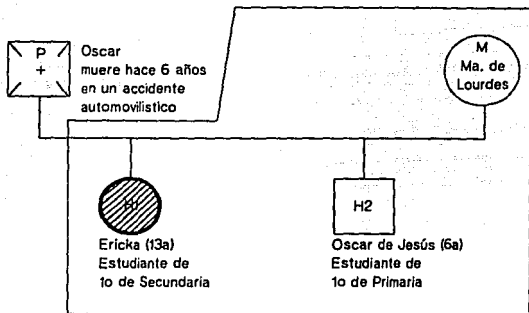 P
+
Oscar
muere hace 6 años
en un accidente
automovilístico
M
Ma. de
Lourdes
H1
Ericka (13a)
Estudiante de
1o de Secundaria
H2
Oscar de Jesús (6a)
Estudiante de
1o de Primaria